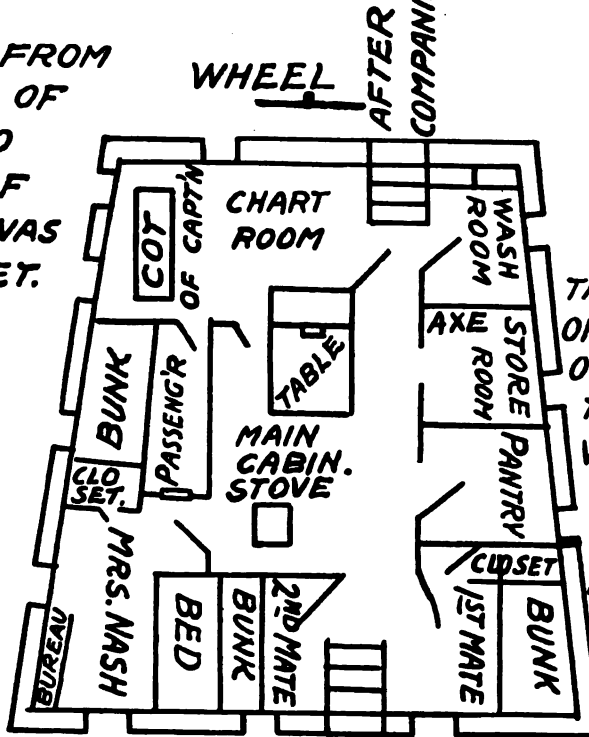 FROM
OF
WHEEL
AFTER
COMPANI
F
VAS
ET.
COT
OF CAPT'N
CHART
ROOM
WASH
ROOM
AXE
STORE
ROOM
TABLE
BUNK
PASSENG'R
MAIN
CABIN.
STOVE
PANTRY
CLO
SET.
MRS. NASH
BUREAU
BED
BUNK
2ND MATE
1ST MATE
CLOSET
BUNK